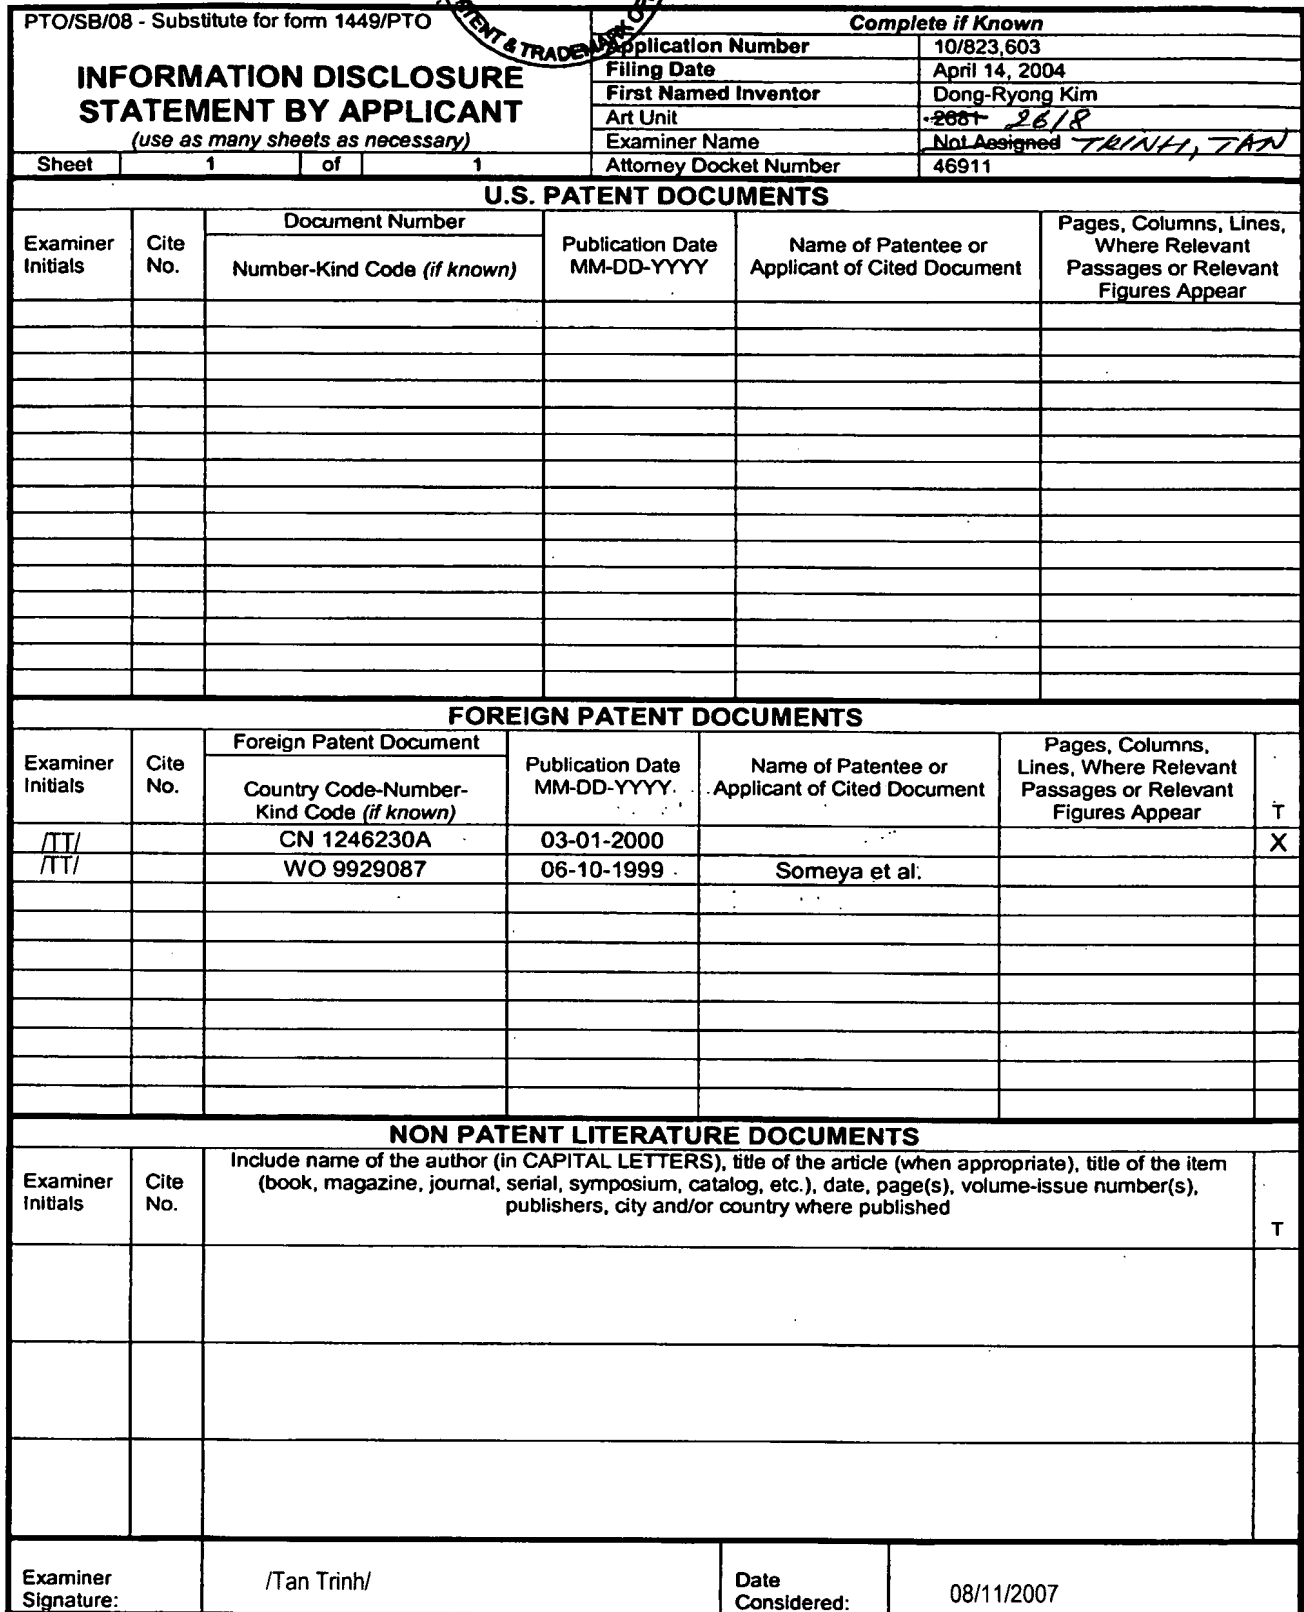 PTO/SB/08 - Substitute for form 1449/PTO
ENT & TRADEMARK
INFORMATION DISCLOSURE
STATEMENT BY APPLICANT
(use as many sheets as necessary)
Sheet 1 of 1
Complete if Known
Application Number 10/823,603
Filing Date April 14, 2004
First Named Inventor Dong-Ryong Kim
Art Unit 2681 2618
Examiner Name Not Assigned TRINH, TAN
Attorney Docket Number 46911
U.S. PATENT DOCUMENTS
Examiner
Initials
Cite
No.
Document Number
Number-Kind Code (if known)
Publication Date
MM-DD-YYYY
Name of Patentee or
Applicant of Cited Document
Pages, Columns, Lines,
Where Relevant
Passages or Relevant
Figures Appear
FOREIGN PATENT DOCUMENTS
Examiner
Initials
Cite
No.
Foreign Patent Document
Country Code-Number-
Kind Code (if known)
Publication Date
MM-DD-YYYY
Name of Patentee or
Applicant of Cited Document
Pages, Columns,
Lines, Where Relevant
Passages or Relevant
Figures Appear
T
/TT/ CN 1246230A 03-01-2000 X
/TT/ WO 9929087 06-10-1999 Someya et al.
NON PATENT LITERATURE DOCUMENTS
Examiner
Initials
Cite
No.
Include name of the author (in CAPITAL LETTERS), title of the article (when appropriate), title of the item
(book, magazine, journal, serial, symposium, catalog, etc.), date, page(s), volume-issue number(s),
publishers, city and/or country where published
T
Examiner
Signature:
/Tan Trinh/
Date
Considered:
08/11/2007